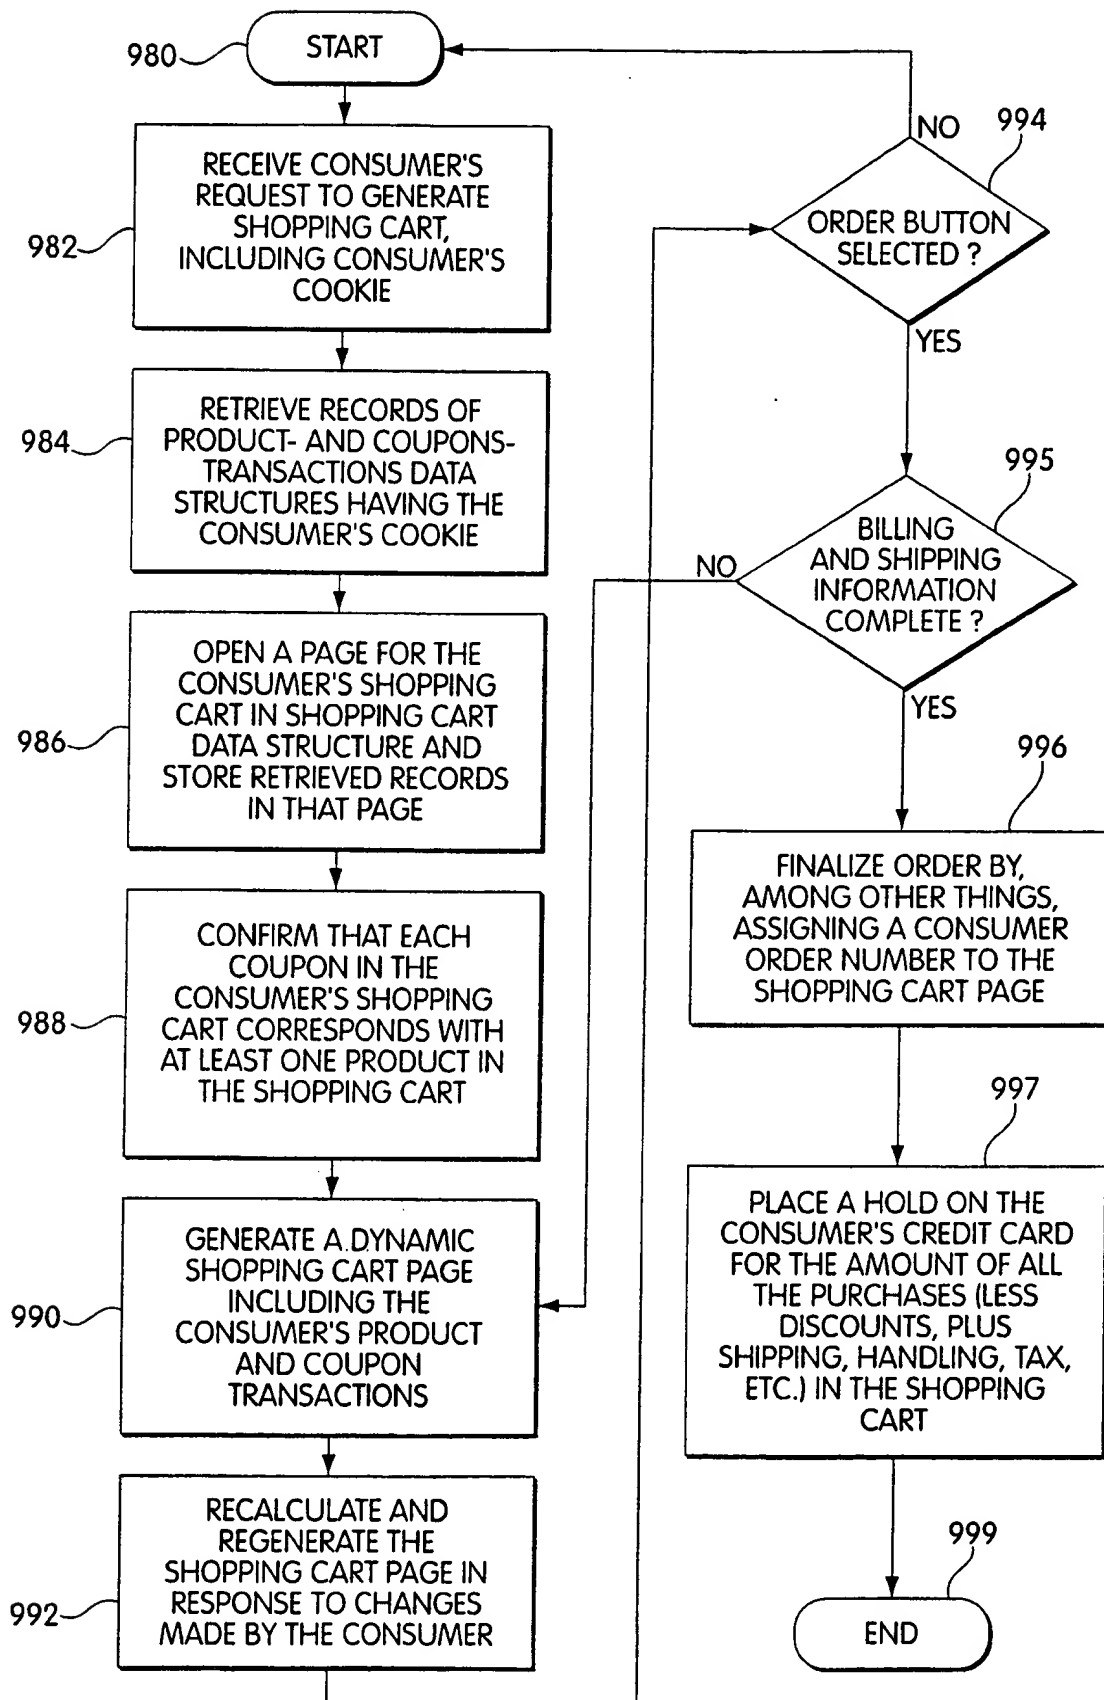 980
START
982
RECEIVE CONSUMER'S
REQUEST TO GENERATE
SHOPPING CART,
INCLUDING CONSUMER'S
COOKIE
984
RETRIEVE RECORDS OF
PRODUCT- AND COUPONS-
TRANSACTIONS DATA
STRUCTURES HAVING THE
CONSUMER'S COOKIE
986
OPEN A PAGE FOR THE
CONSUMER'S SHOPPING
CART IN SHOPPING CART
DATA STRUCTURE AND
STORE RETRIEVED RECORDS
IN THAT PAGE
988
CONFIRM THAT EACH
COUPON IN THE
CONSUMER'S SHOPPING
CART CORRESPONDS WITH
AT LEAST ONE PRODUCT IN
THE SHOPPING CART
990
GENERATE A DYNAMIC
SHOPPING CART PAGE
INCLUDING THE
CONSUMER'S PRODUCT
AND COUPON
TRANSACTIONS
992
RECALCULATE AND
REGENERATE THE
SHOPPING CART PAGE IN
RESPONSE TO CHANGES
MADE BY THE CONSUMER
NO
994
ORDER BUTTON
SELECTED ?
YES
995
NO
BILLING
AND SHIPPING
INFORMATION
COMPLETE ?
YES
996
FINALIZE ORDER BY,
AMONG OTHER THINGS,
ASSIGNING A CONSUMER
ORDER NUMBER TO THE
SHOPPING CART PAGE
997
PLACE A HOLD ON THE
CONSUMER'S CREDIT CARD
FOR THE AMOUNT OF ALL
THE PURCHASES (LESS
DISCOUNTS, PLUS
SHIPPING, HANDLING, TAX,
ETC.) IN THE SHOPPING
CART
999
END